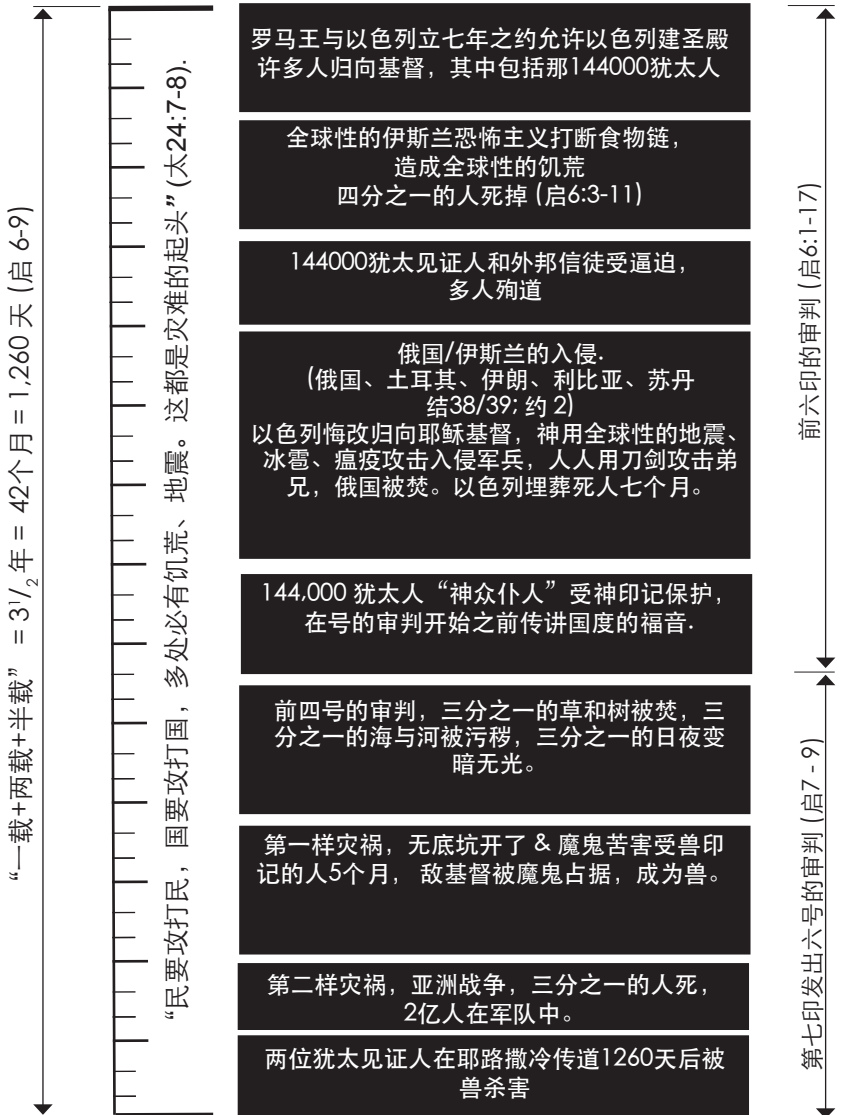 “一载+两载+半载” = 3 1/2 年 = 42个月 = 1,260 天 (启 6-9)
“民要攻打民，国要攻打国，多处必有饥荒、地震。这都是灾难的起头” (太24:7-8).
罗马王与以色列立七年之约允许以色列建圣殿
许多人归向基督，其中包括那144000犹太人
全球性的伊斯兰恐怖主义打断食物链，
造成全球性的饥荒
四分之一的人死掉 (启6:3-11)
144000犹太见证人和外邦信徒受逼迫，
多人殉道
俄国/伊斯兰的入侵.
(俄国、土耳其、伊朗、利比亚、苏丹
结38/39; 约 2)
以色列悔改归向耶稣基督，神用全球性的地震、
冰雹、瘟疫攻击入侵军兵，人人用刀剑攻击弟
兄，俄国被焚。以色列埋葬死人七个月。
144,000 犹太人“神众仆人”受神印记保护，
在号的审判开始之前传讲国度的福音.
前四号的审判，三分之一的草和树被焚，三
分之一的海与河被污秽，三分之一的日夜变
暗无光。
第一样灾祸，无底坑开了 & 魔鬼苦害受兽印
记的人5个月， 敌基督被魔鬼占据，成为兽。
第二样灾祸，亚洲战争，三分之一的人死，
2亿人在军队中。
两位犹太见证人在耶路撒冷传道1260天后被
兽杀害
前六印的审判 (启6:1-17)
第七印发出六号的审判 (启7 - 9)